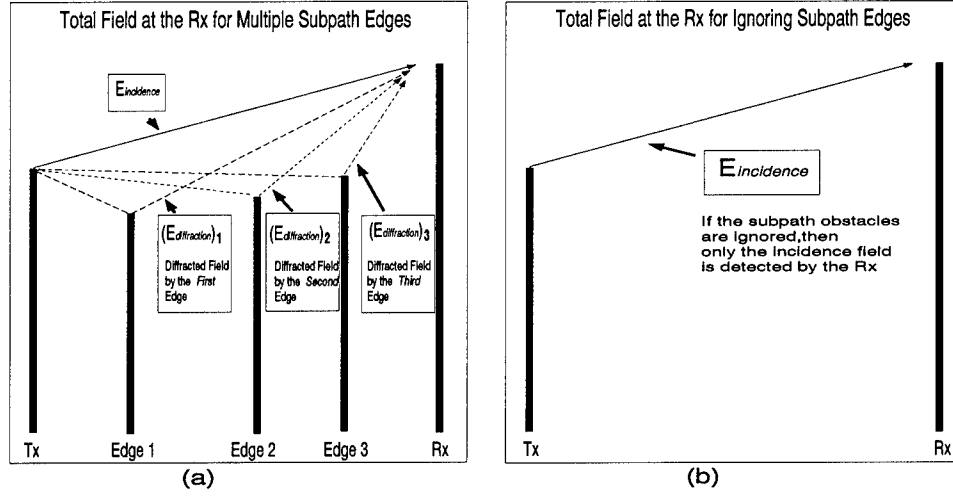 Total Field at the Rx for Multiple Subpath Edges
Eincidence
(Ediffraction)1
Diffracted Field
by the First
Edge
(Ediffraction)2
Diffracted Field
by the Second
Edge
(Ediffraction)3
Diffracted Field
by the Third
Edge
Tx
Edge 1
Edge 2
Edge 3
Rx
(a)
Total Field at the Rx for Ignoring Subpath Edges
Eincidence
If the subpath obstacles
are ignored,then
only the incidence field
is detected by the Rx
Tx
Rx
(b)